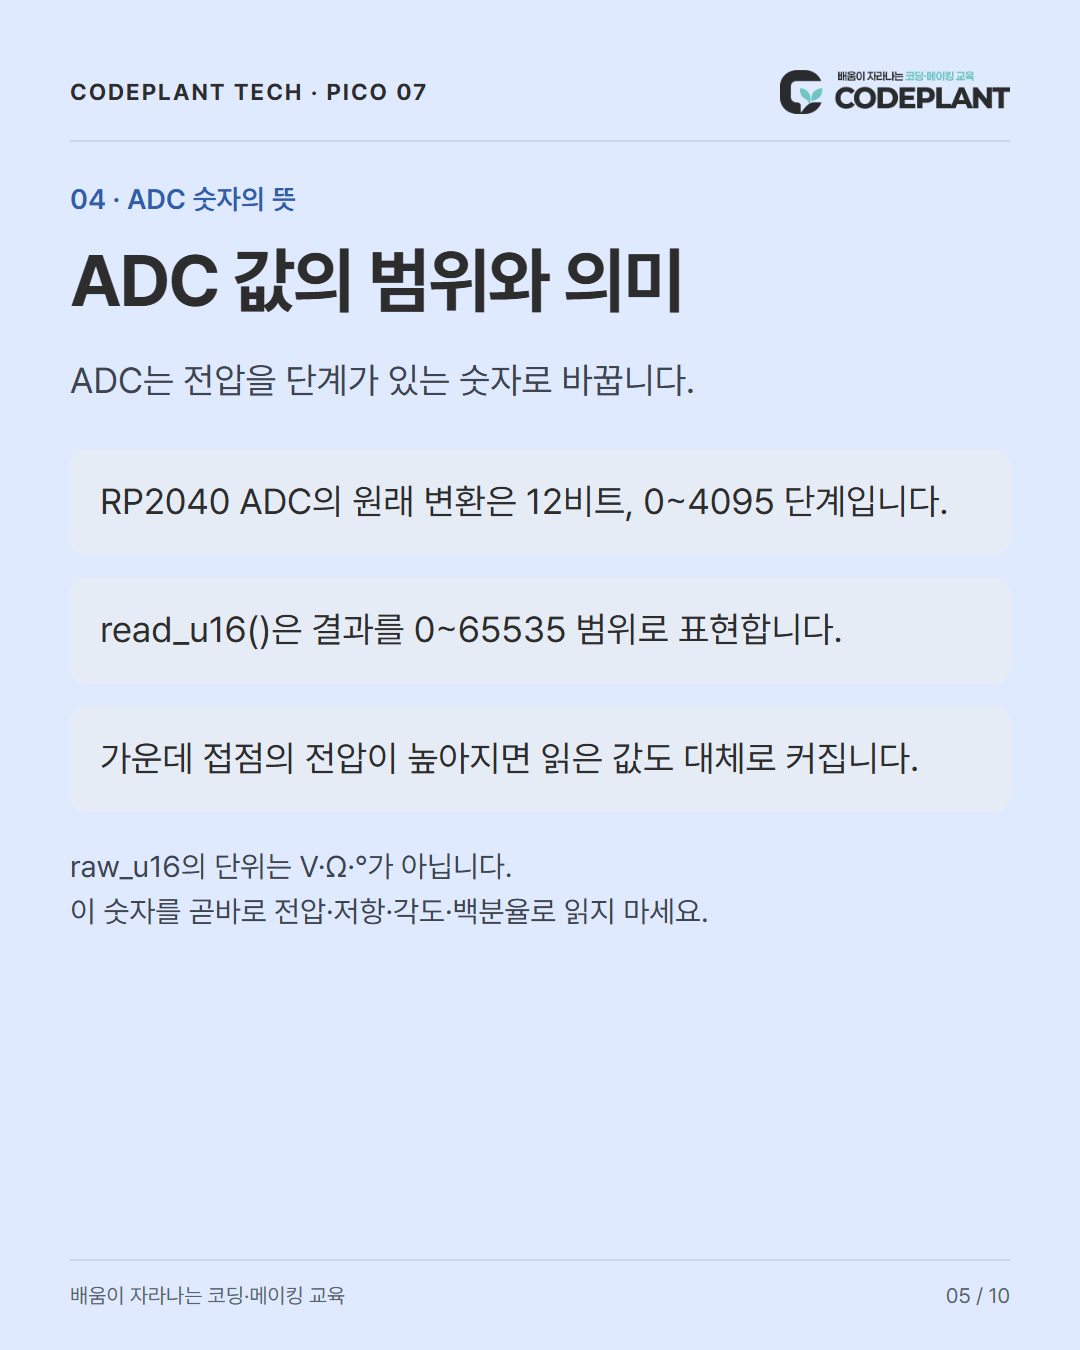 CODEPLANT TECH · PICO 07
배움이 자라나는 코딩·메이킹 교육
CODEPLANT
04 · ADC 숫자의 뜻
ADC 값의 범위와 의미
ADC는 전압을 단계가 있는 숫자로 바꿉니다.
RP2040 ADC의 원래 변환은 12비트, 0~4095 단계입니다.
read_u16()은 결과를 0~65535 범위로 표현합니다.
가운데 접점의 전압이 높아지면 읽은 값도 대체로 커집니다.
raw_u16의 단위는 V·Ω·°가 아닙니다.
이 숫자를 곧바로 전압·저항·각도·백분율로 읽지 마세요.
배움이 자라나는 코딩·메이킹 교육
05 / 10